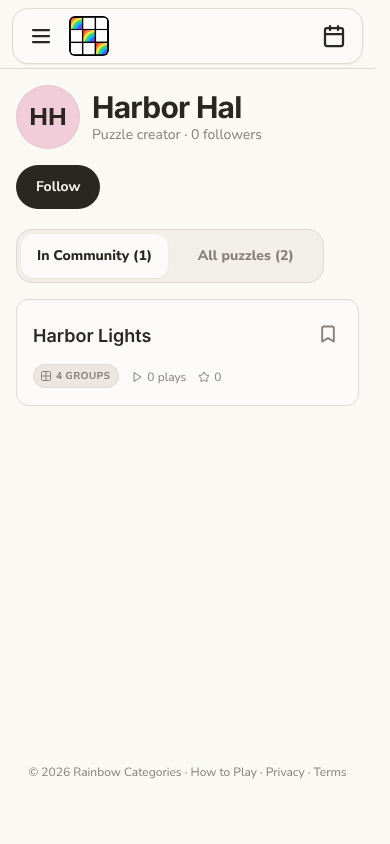 HH
Harbor Hal
Puzzle creator · 0 followers
Follow
In Community (1)
All puzzles (2)
Harbor Lights
4 GROUPS
0 plays
0
© 2026 Rainbow Categories · How to Play · Privacy · Terms